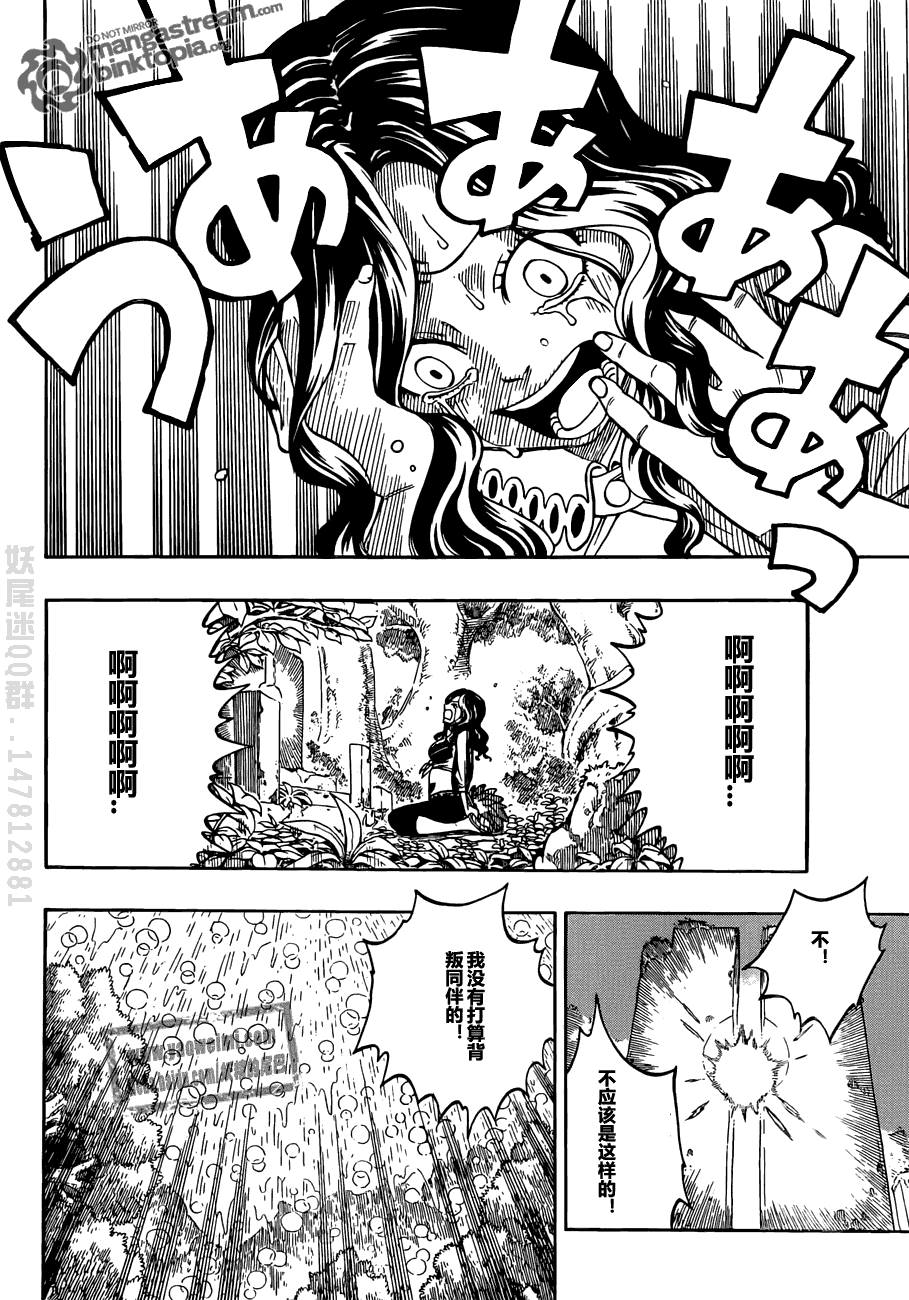 DO NOT MIRROR
mangastream.com
binktopia.org
うあああああっ
啊啊啊啊啊啊…
啊啊啊啊啊啊…
不！
不应该是这样的！
我没有打算背
叛同伴的！
妖尾迷QQ群.147812881